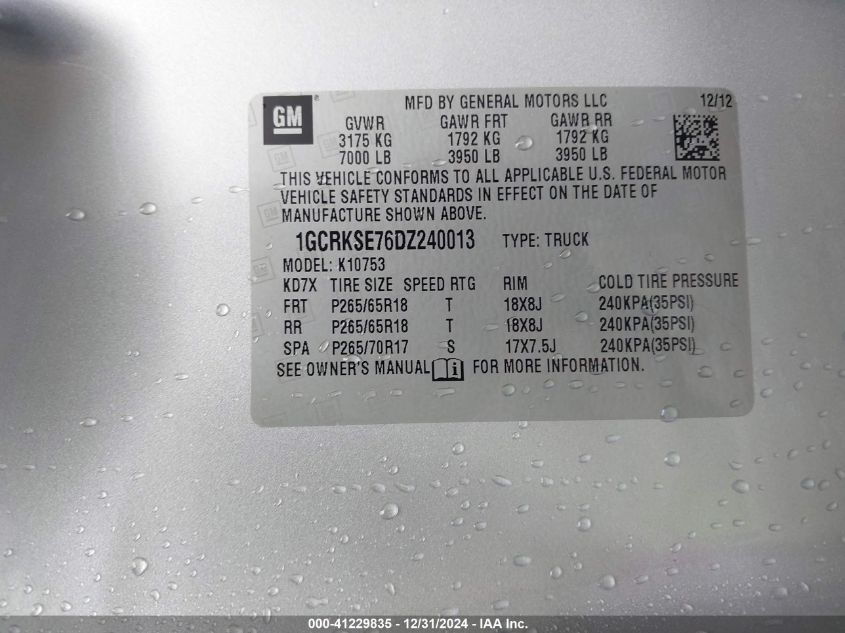 GM ® MFD BY GENERAL MOTORS LLC 12/12
GVWR GAWR FRT GAWR RR
3175 KG 1792 KG 1792 KG
7000 LB 3950 LB 3950 LB
THIS VEHICLE CONFORMS TO ALL APPLICABLE U.S. FEDERAL MOTOR
VEHICLE SAFETY STANDARDS IN EFFECT ON THE DATE OF
MANUFACTURE SHOWN ABOVE.
1GCRKSE76DZ240013 TYPE: TRUCK
MODEL: K10753
KD7X TIRE SIZE SPEED RTG RIM COLD TIRE PRESSURE
FRT P265/65R18 T 18X8J 240KPA(35PSI)
RR P265/65R18 T 18X8J 240KPA(35PSI)
SPA P265/70R17 S 17X7.5J 240KPA(35PSI)
SEE OWNER'S MANUAL i FOR MORE INFORMATION.
000-41229835 - 12/31/2024 - IAA Inc.